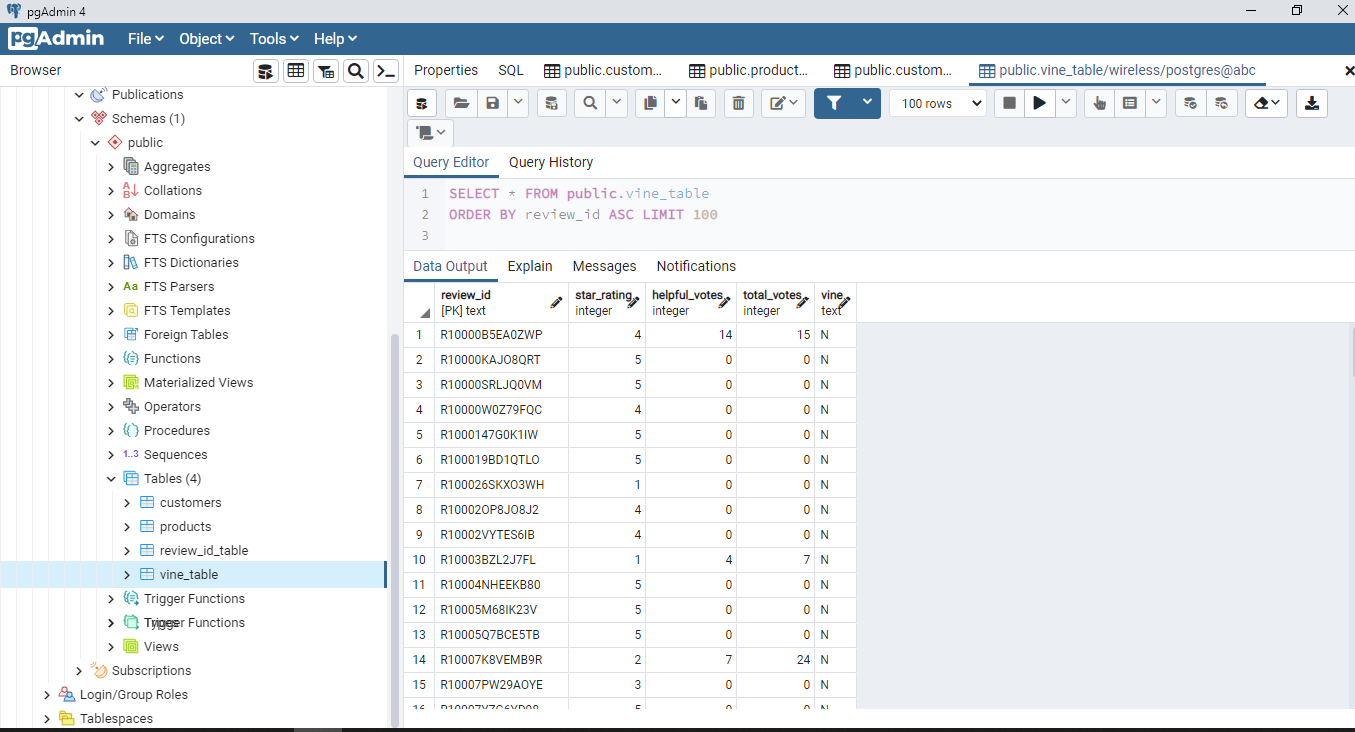 pgAdmin 4
pgAdmin File Object Tools Help
Browser
Properties SQL public.custom... public.product... public.custom... public.vine_table/wireless/postgres@abc
100 rows
Publications
Schemas (1)
public
Aggregates
Collations
Domains
FTS Configurations
FTS Dictionaries
Aa FTS Parsers
FTS Templates
Foreign Tables
Functions
Materialized Views
Operators
Procedures
1..3 Sequences
Tables (4)
customers
products
review_id_table
vine_table
Trigger Functions
Trigger Functions
Views
Subscriptions
Login/Group Roles
Tablespaces
Query Editor Query History
1 SELECT * FROM public.vine_table
2 ORDER BY review_id ASC LIMIT 100
3
Data Output Explain Messages Notifications
review_id star_rating helpful_votes total_votes vine
[PK] text integer integer integer text
1 R10000B5EA0ZWP 4 14 15 N
2 R10000KAJO8QRT 5 0 0 N
3 R10000SRLJQ0VM 5 0 0 N
4 R10000W0Z79FQC 4 0 0 N
5 R1000147G0K1IW 5 0 0 N
6 R100019BD1QTLO 5 0 0 N
7 R100026SKXO3WH 1 0 0 N
8 R10002OP8JO8J2 4 0 0 N
9 R10002VYTES6IB 4 0 0 N
10 R10003BZL2J7FL 1 4 7 N
11 R10004NHEEKB80 5 0 0 N
12 R10005M68IK23V 5 0 0 N
13 R10005Q7BCE5TB 5 0 0 N
14 R10007K8VEMB9R 2 7 24 N
15 R10007PW29AOYE 3 0 0 N